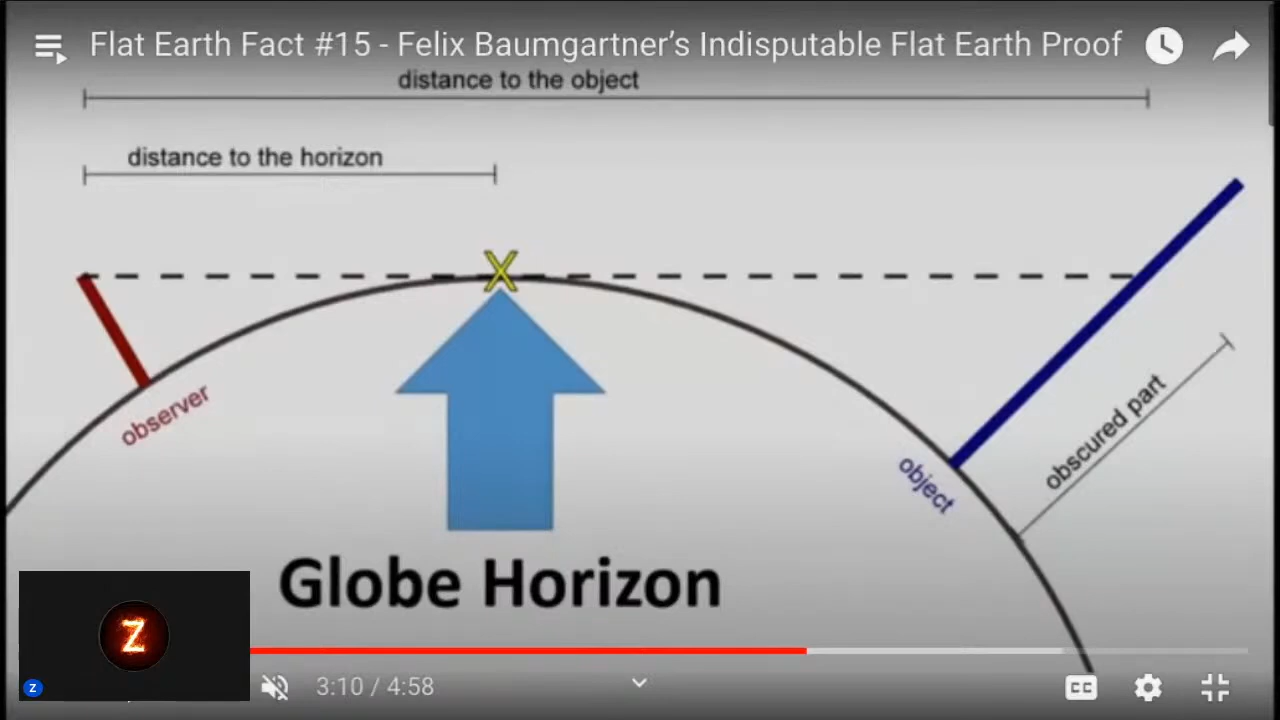 Flat Earth Fact #15 - Felix Baumgartner’s Indisputable Flat Earth Proof
distance to the object
distance to the horizon
X
observer
object
obscured part
Globe Horizon
Z
Z
3:10 / 4:58
CC